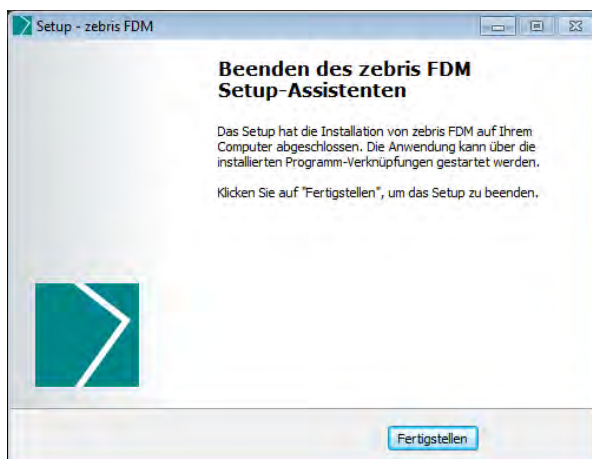 Setup - zebris FDM
Beenden des zebris FDM
Setup-Assistenten
Das Setup hat die Installation von zebris FDM auf Ihrem
Computer abgeschlossen. Die Anwendung kann über die
installierten Programm-Verknüpfungen gestartet werden.
Klicken Sie auf "Fertigstellen", um das Setup zu beenden.
Fertigstellen